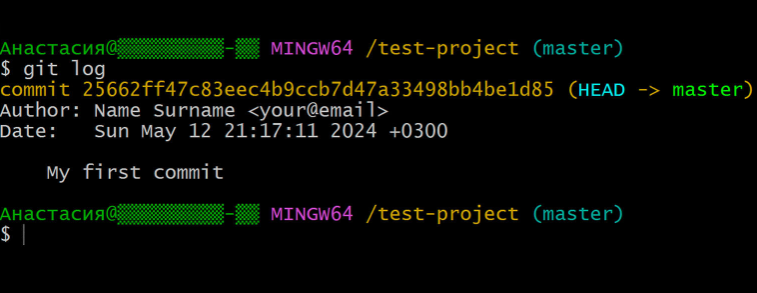 Анастасия@▒▒▒▒▒▒▒▒▒-▒▒ MINGW64 /test-project (master)
$ git log
commit 25662ff47c83eec4b9ccb7d47a33498bb4be1d85 (HEAD -> master)
Author: Name Surname <your@email>
Date:   Sun May 12 21:17:11 2024 +0300
My first commit
Анастасия@▒▒▒▒▒▒▒▒▒-▒▒ MINGW64 /test-project (master)
$